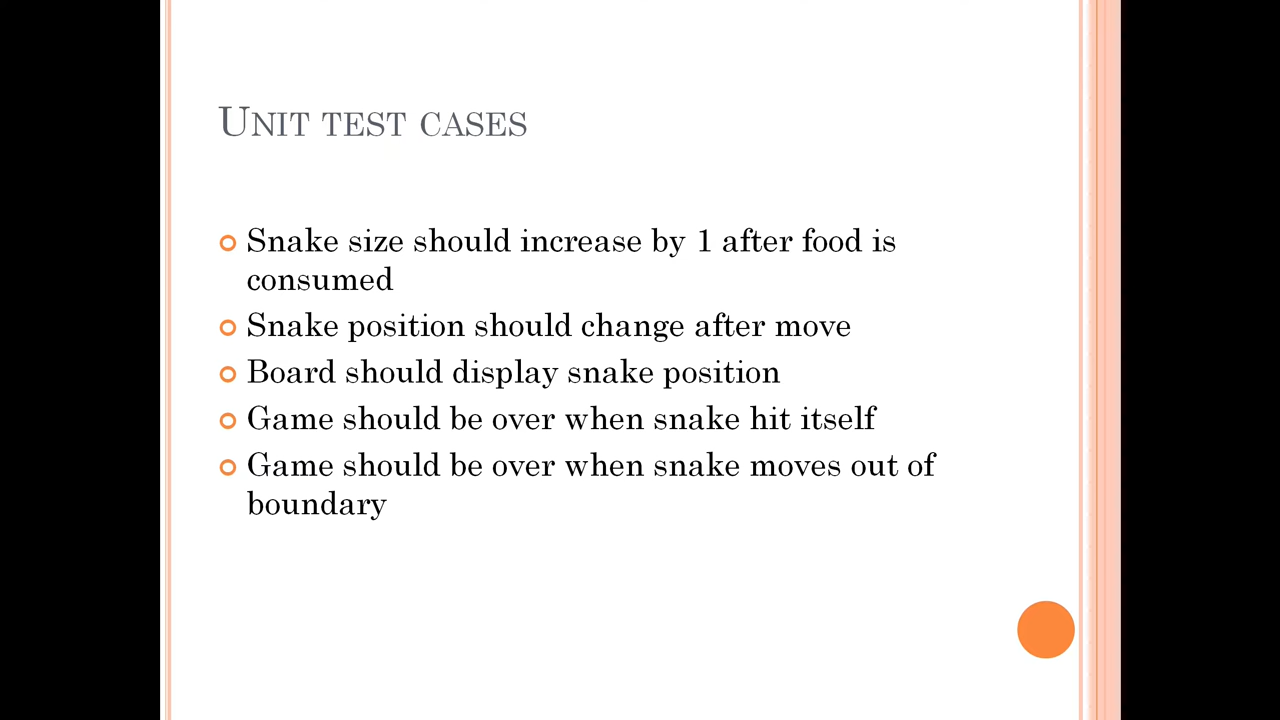 UNIT TEST CASES
Snake size should increase by 1 after food is
consumed
Snake position should change after move
Board should display snake position
Game should be over when snake hit itself
Game should be over when snake moves out of
boundary